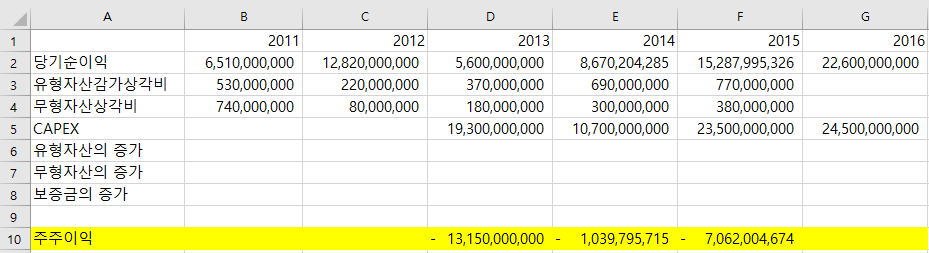 A B C D E F G
1 2011 2012 2013 2014 2015 2016
2 당기순이익 6,510,000,000 12,820,000,000 5,600,000,000 8,670,204,285 15,287,995,326 22,600,000,000
3 유형자산감가상각비 530,000,000 220,000,000 370,000,000 690,000,000 770,000,000
4 무형자산상각비 740,000,000 80,000,000 180,000,000 300,000,000 380,000,000
5 CAPEX 19,300,000,000 10,700,000,000 23,500,000,000 24,500,000,000
6 유형자산의 증가
7 무형자산의 증가
8 보증금의 증가
9
10 주주이익 - 13,150,000,000 - 1,039,795,715 - 7,062,004,674